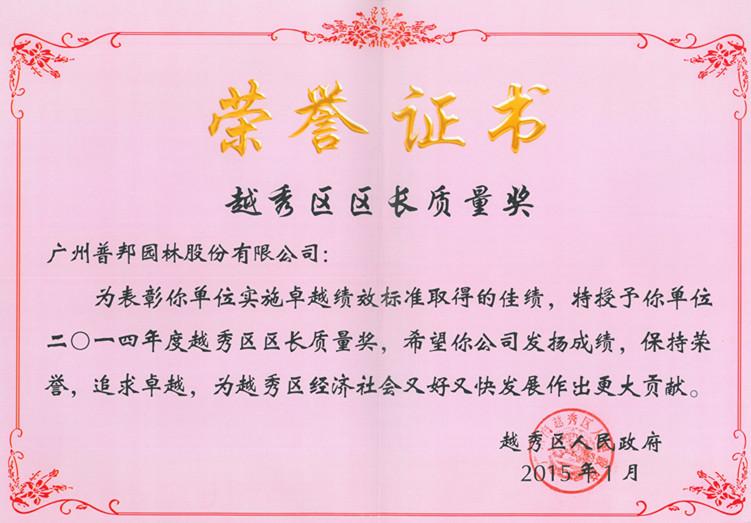 荣誉证书
越秀区区长质量奖
广州普邦园林股份有限公司：
为表彰你单位实施卓越绩效标准取得的佳绩，特授予你单位
二〇一四年度越秀区区长质量奖，希望你公司发扬成绩，保持荣
誉，追求卓越，为越秀区经济社会又好又快发展作出更大贡献。
越秀区人民政府
2015年1月